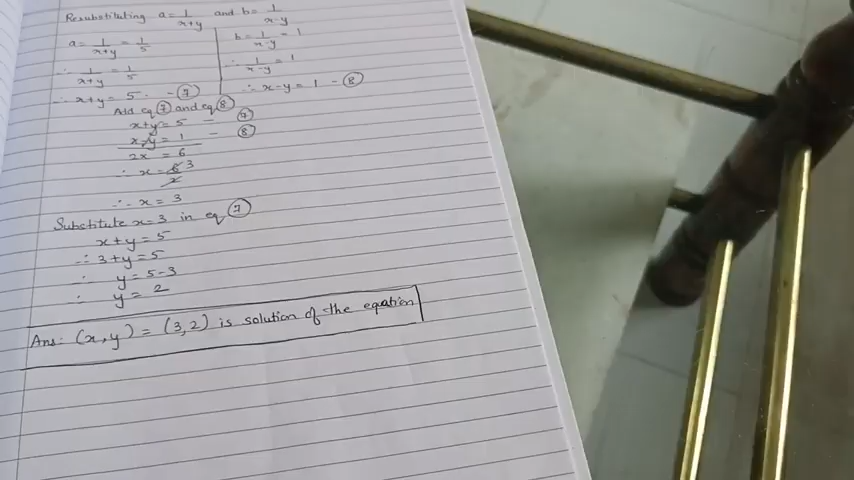 Resubstituting a = 1/x+y and b = 1/x-y
a = 1/x+y = 1/5
∴ 1/x+y = 1/5
∴ x+y = 5. - ⑦
b = 1/x-y = 1
∴ 1/x-y = 1
∴ x-y = 1 - ⑧
Add eq ⑦ and eq ⑧
x+y = 5 - ⑦
x-y = 1 - ⑧
2x = 6
∴ x = 6/2 3
∴ x = 3
Substitute x=3 in eq ⑦
x+y = 5
∴ 3+y = 5
∴ y = 5-3
∴ y = 2
Ans: (x,y) = (3,2) is solution of the eqation